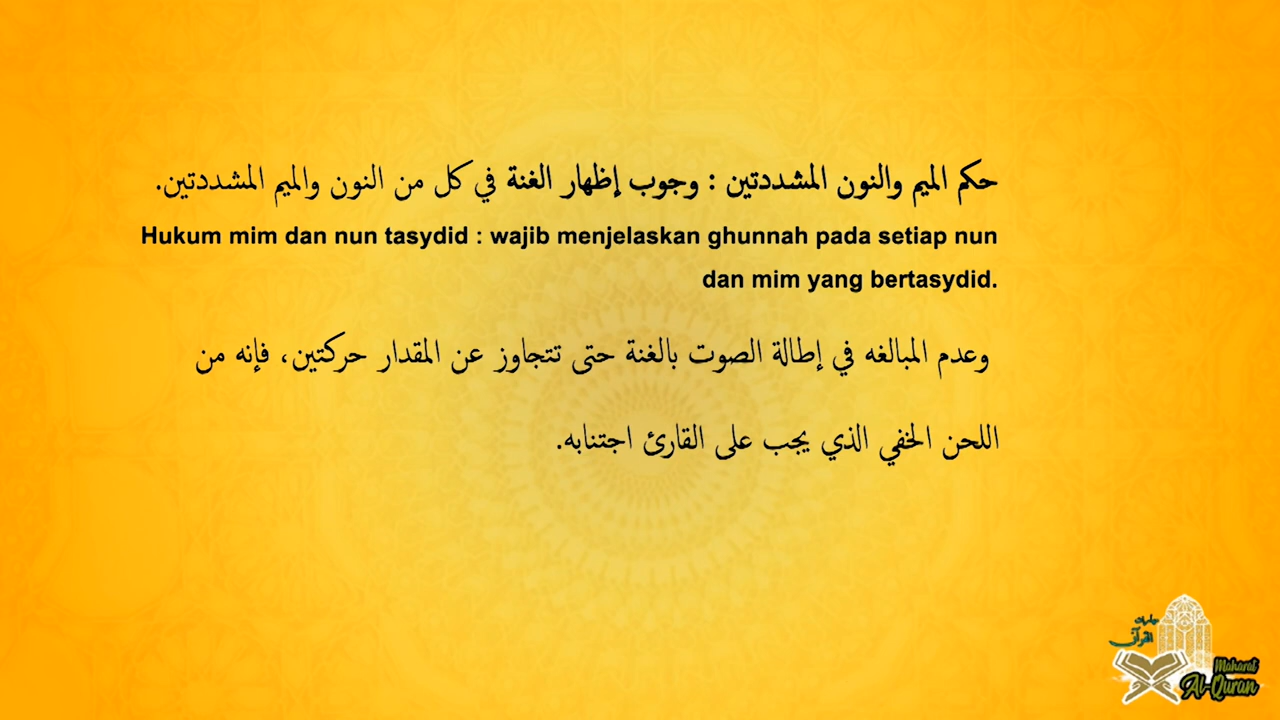 حكم الميم والنون المشددتين : وجوب إظهار الغنة في كل من النون والميم المشددتين.
Hukum mim dan nun tasydid : wajib menjelaskan ghunnah pada setiap nun
dan mim yang bertasydid.
وعدم المبالغه في إطالة الصوت بالغنة حتى تتجاوز عن المقدار حركتين، فإنه من
اللحن الخفي الذي يجب على القارئ اجتنابه.
مهارات
القرآن
Maharat
Al-Quran